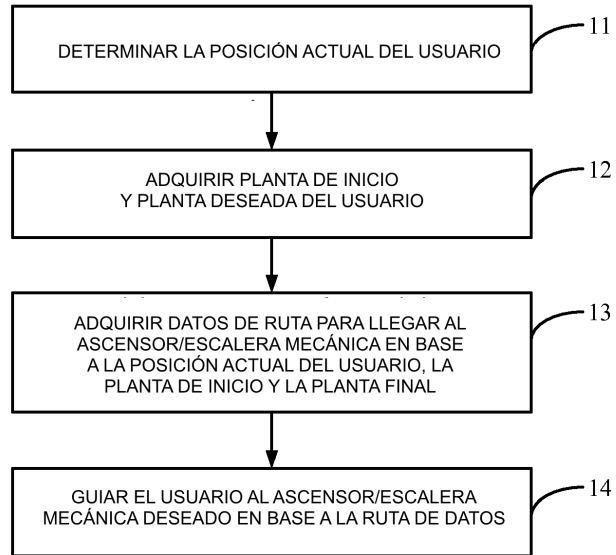 DETERMINAR LA POSICIÓN ACTUAL DEL USUARIO
11
ADQUIRIR PLANTA DE INICIO
Y PLANTA DESEADA DEL USUARIO
12
ADQUIRIR DATOS DE RUTA PARA LLEGAR AL
ASCENSOR/ESCALERA MECÁNICA EN BASE
A LA POSICIÓN ACTUAL DEL USUARIO, LA
PLANTA DE INICIO Y LA PLANTA FINAL
13
GUIAR EL USUARIO AL ASCENSOR/ESCALERA
MECÁNICA DESEADO EN BASE A LA RUTA DE DATOS
14